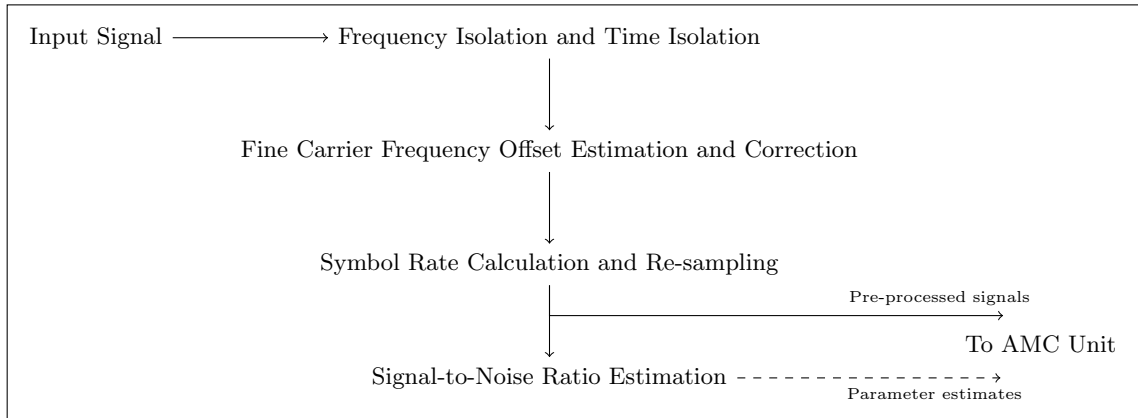 Input Signal
Frequency Isolation and Time Isolation
Fine Carrier Frequency Offset Estimation and Correction
Symbol Rate Calculation and Re-sampling
Pre-processed signals
To AMC Unit
Signal-to-Noise Ratio Estimation
Parameter estimates